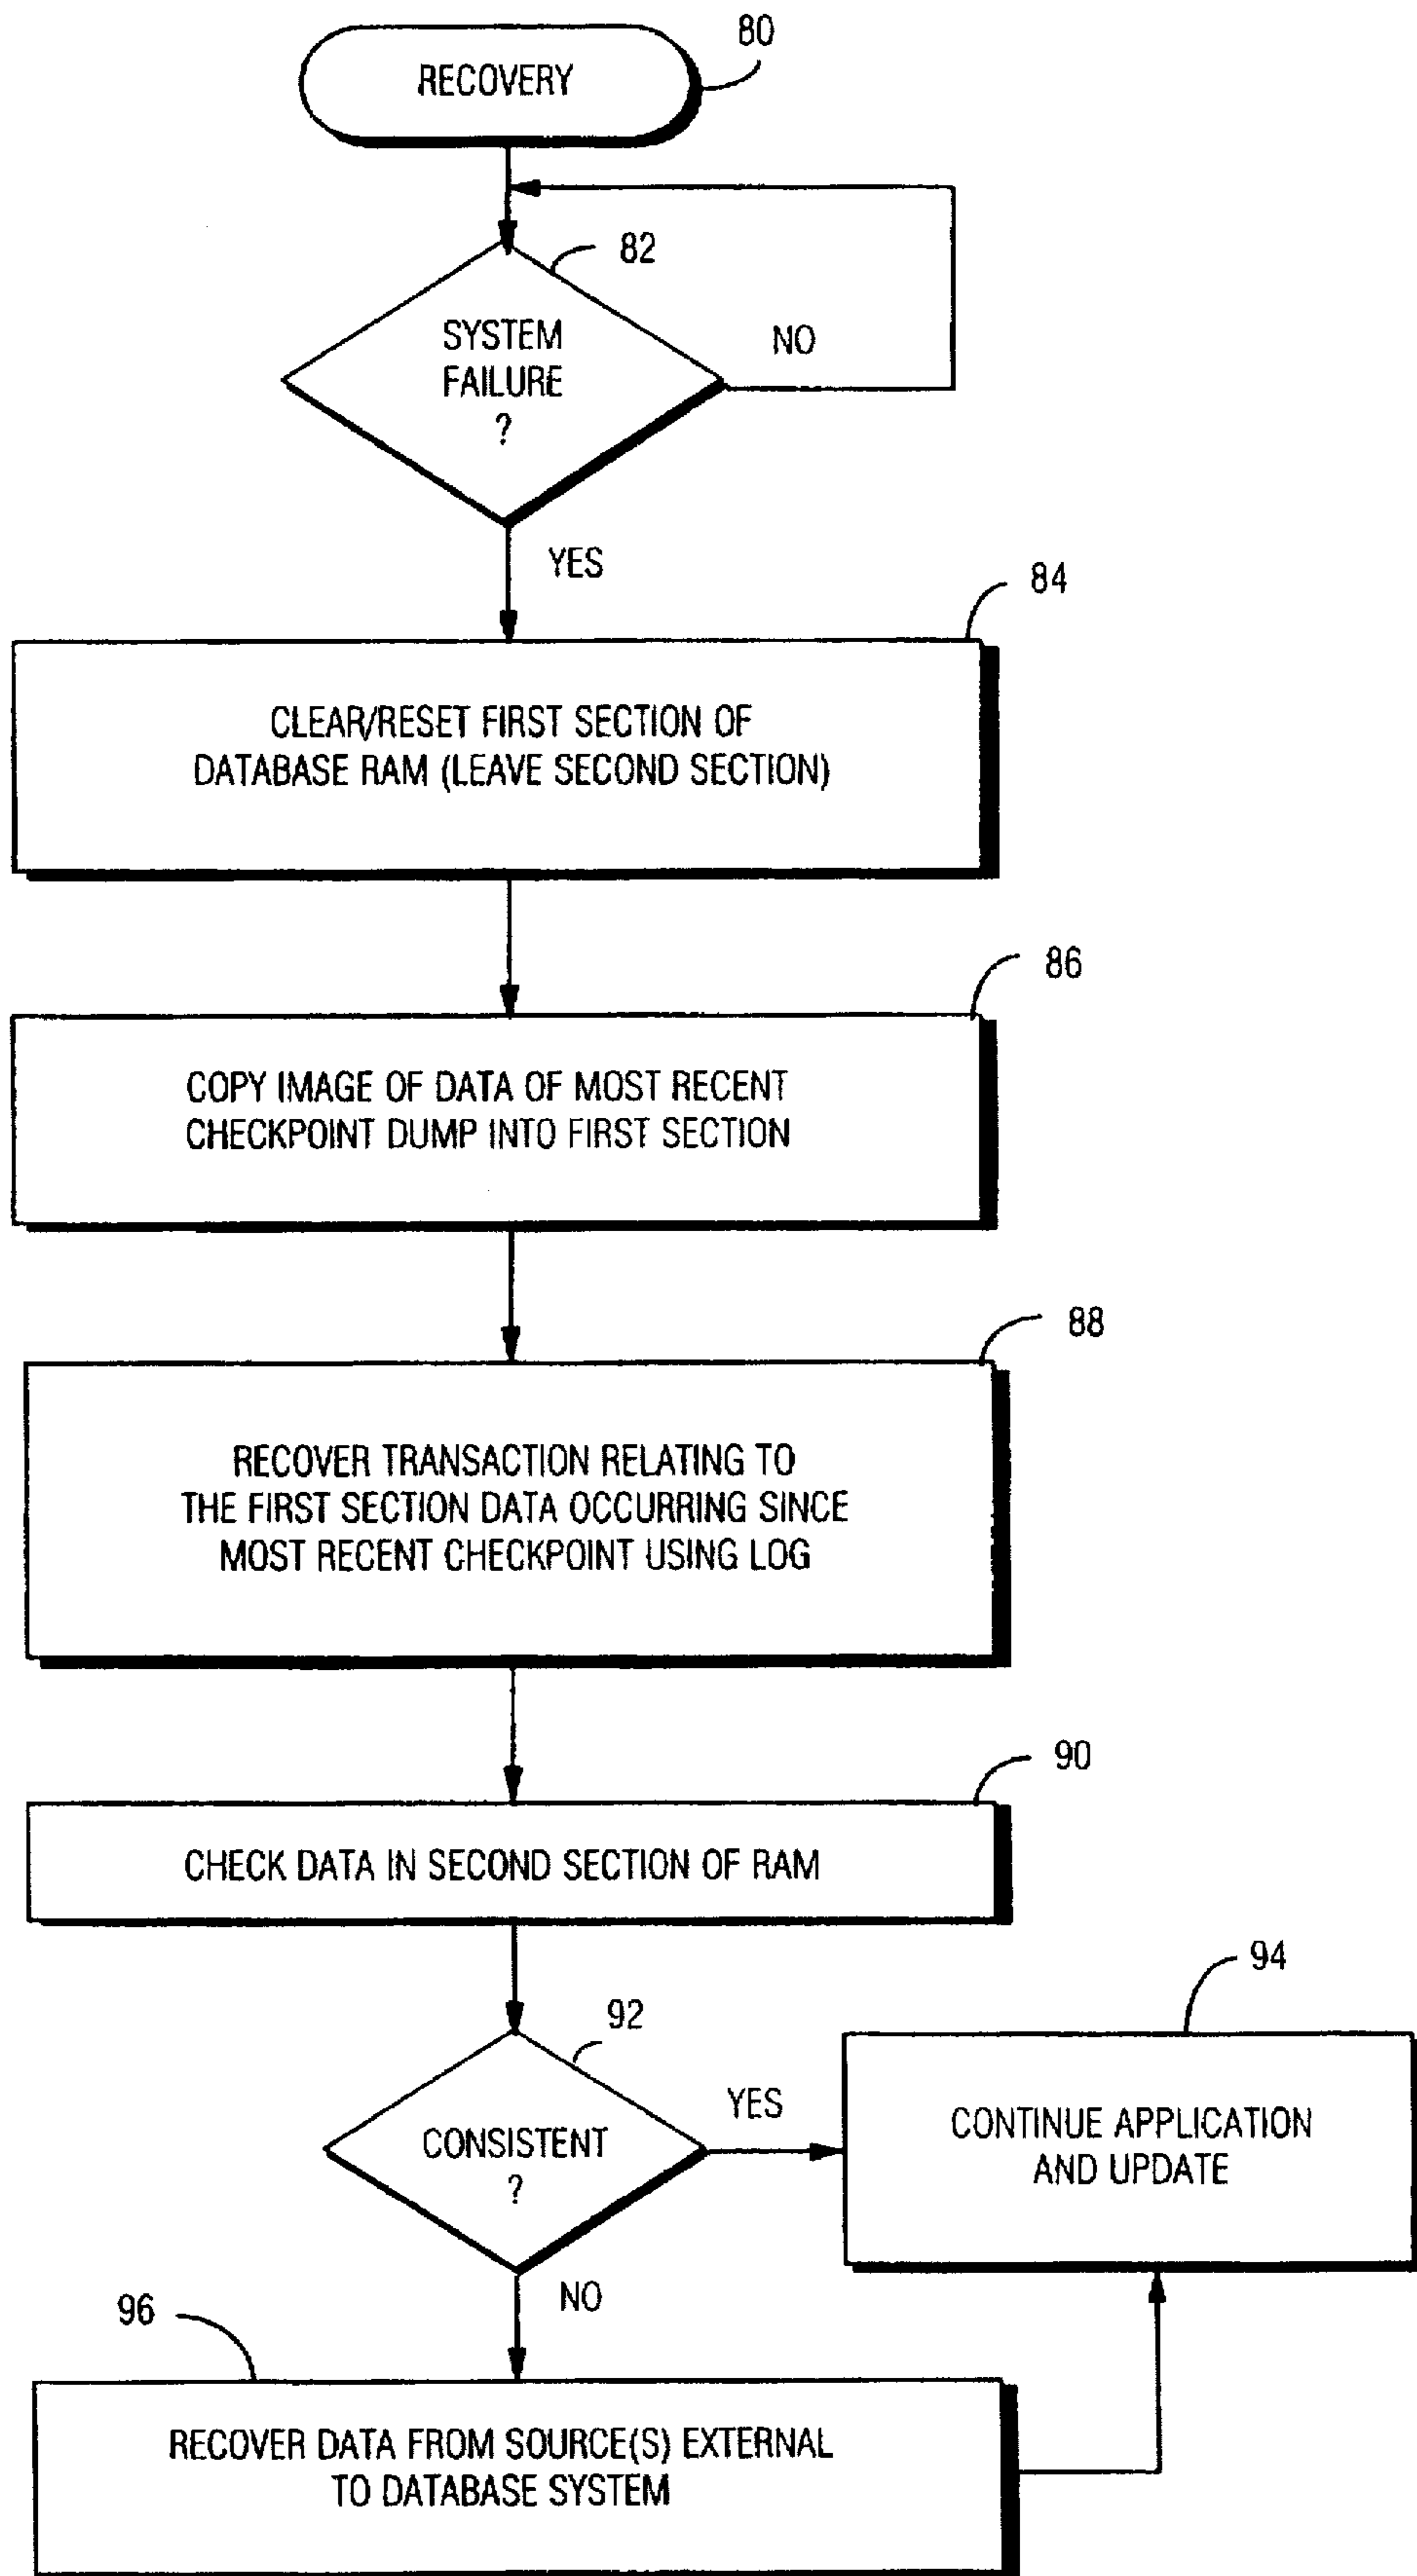 RECOVERY
80
82
SYSTEM
FAILURE
?
NO
YES
84
CLEAR/RESET FIRST SECTION OF
DATABASE RAM (LEAVE SECOND SECTION)
86
COPY IMAGE OF DATA OF MOST RECENT
CHECKPOINT DUMP INTO FIRST SECTION
88
RECOVER TRANSACTION RELATING TO
THE FIRST SECTION DATA OCCURRING SINCE
MOST RECENT CHECKPOINT USING LOG
90
CHECK DATA IN SECOND SECTION OF RAM
92
CONSISTENT
?
YES
94
CONTINUE APPLICATION
AND UPDATE
NO
96
RECOVER DATA FROM SOURCE(S) EXTERNAL
TO DATABASE SYSTEM